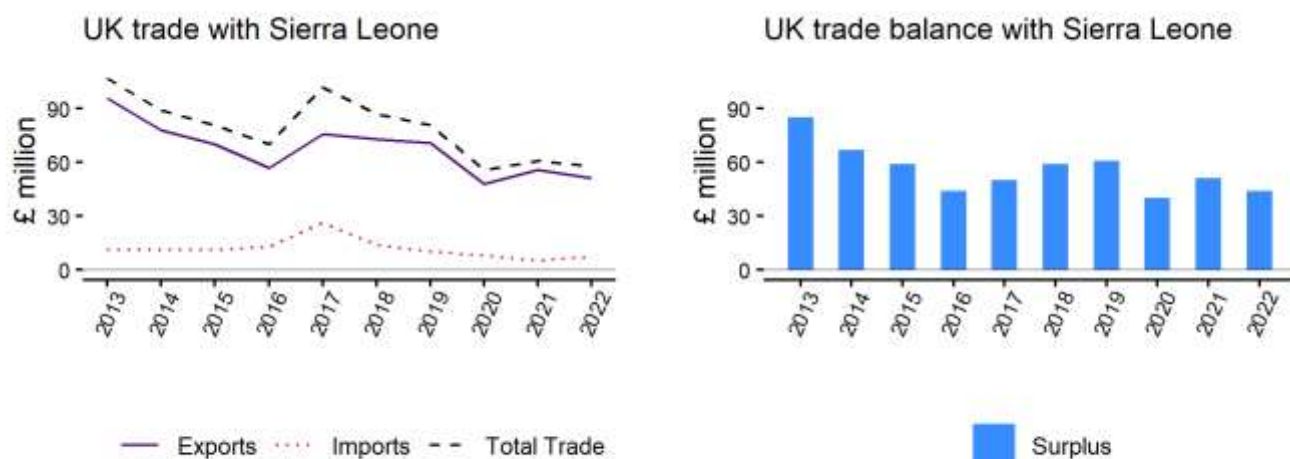 UK trade with Sierra Leone
£ million
90
60
30
0
2013 2014 2015 2016 2017 2018 2019 2020 2021 2022
Exports Imports Total Trade
UK trade balance with Sierra Leone
£ million
90
60
30
0
2013 2014 2015 2016 2017 2018 2019 2020 2021 2022
Surplus